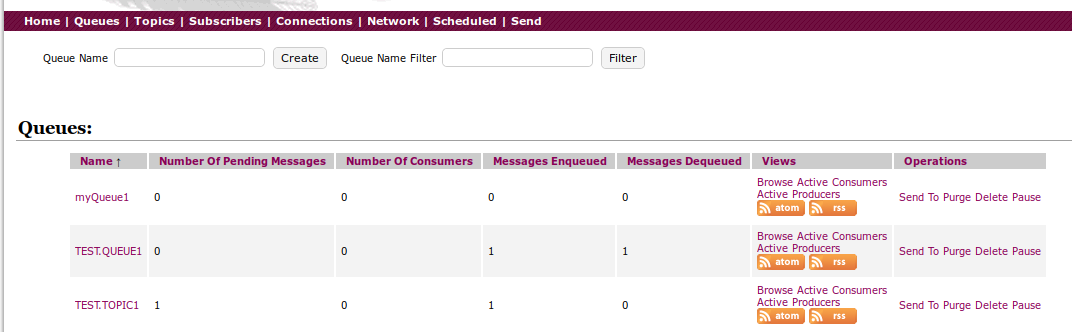 Home | Queues | Topics | Subscribers | Connections | Network | Scheduled | Send
Queue Name Create Queue Name Filter Filter
Queues:
Name ↑ Number Of Pending Messages Number Of Consumers Messages Enqueued Messages Dequeued Views Operations
myQueue1 0 0 0 0 Browse Active Consumers
Active Producers
atom rss
Send To Purge Delete Pause
TEST.QUEUE1 0 0 1 1 Browse Active Consumers
Active Producers
atom rss
Send To Purge Delete Pause
TEST.TOPIC1 1 0 1 0 Browse Active Consumers
Active Producers
atom rss
Send To Purge Delete Pause